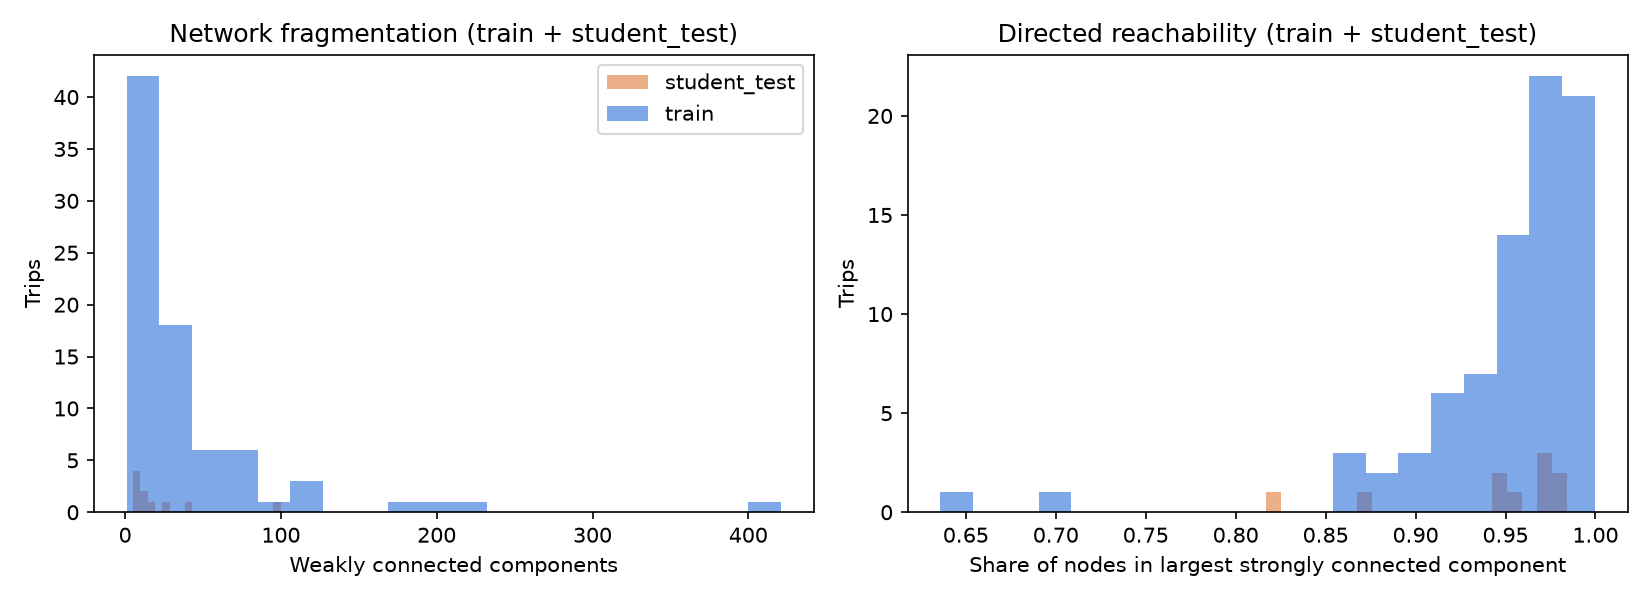 Network fragmentation (train + student_test)
40
35
30
25
20
15
10
5
0
Trips
student_test
train
0 100 200 300 400
Weakly connected components
Directed reachability (train + student_test)
20
15
10
5
0
Trips
0.65 0.70 0.75 0.80 0.85 0.90 0.95 1.00
Share of nodes in largest strongly connected component